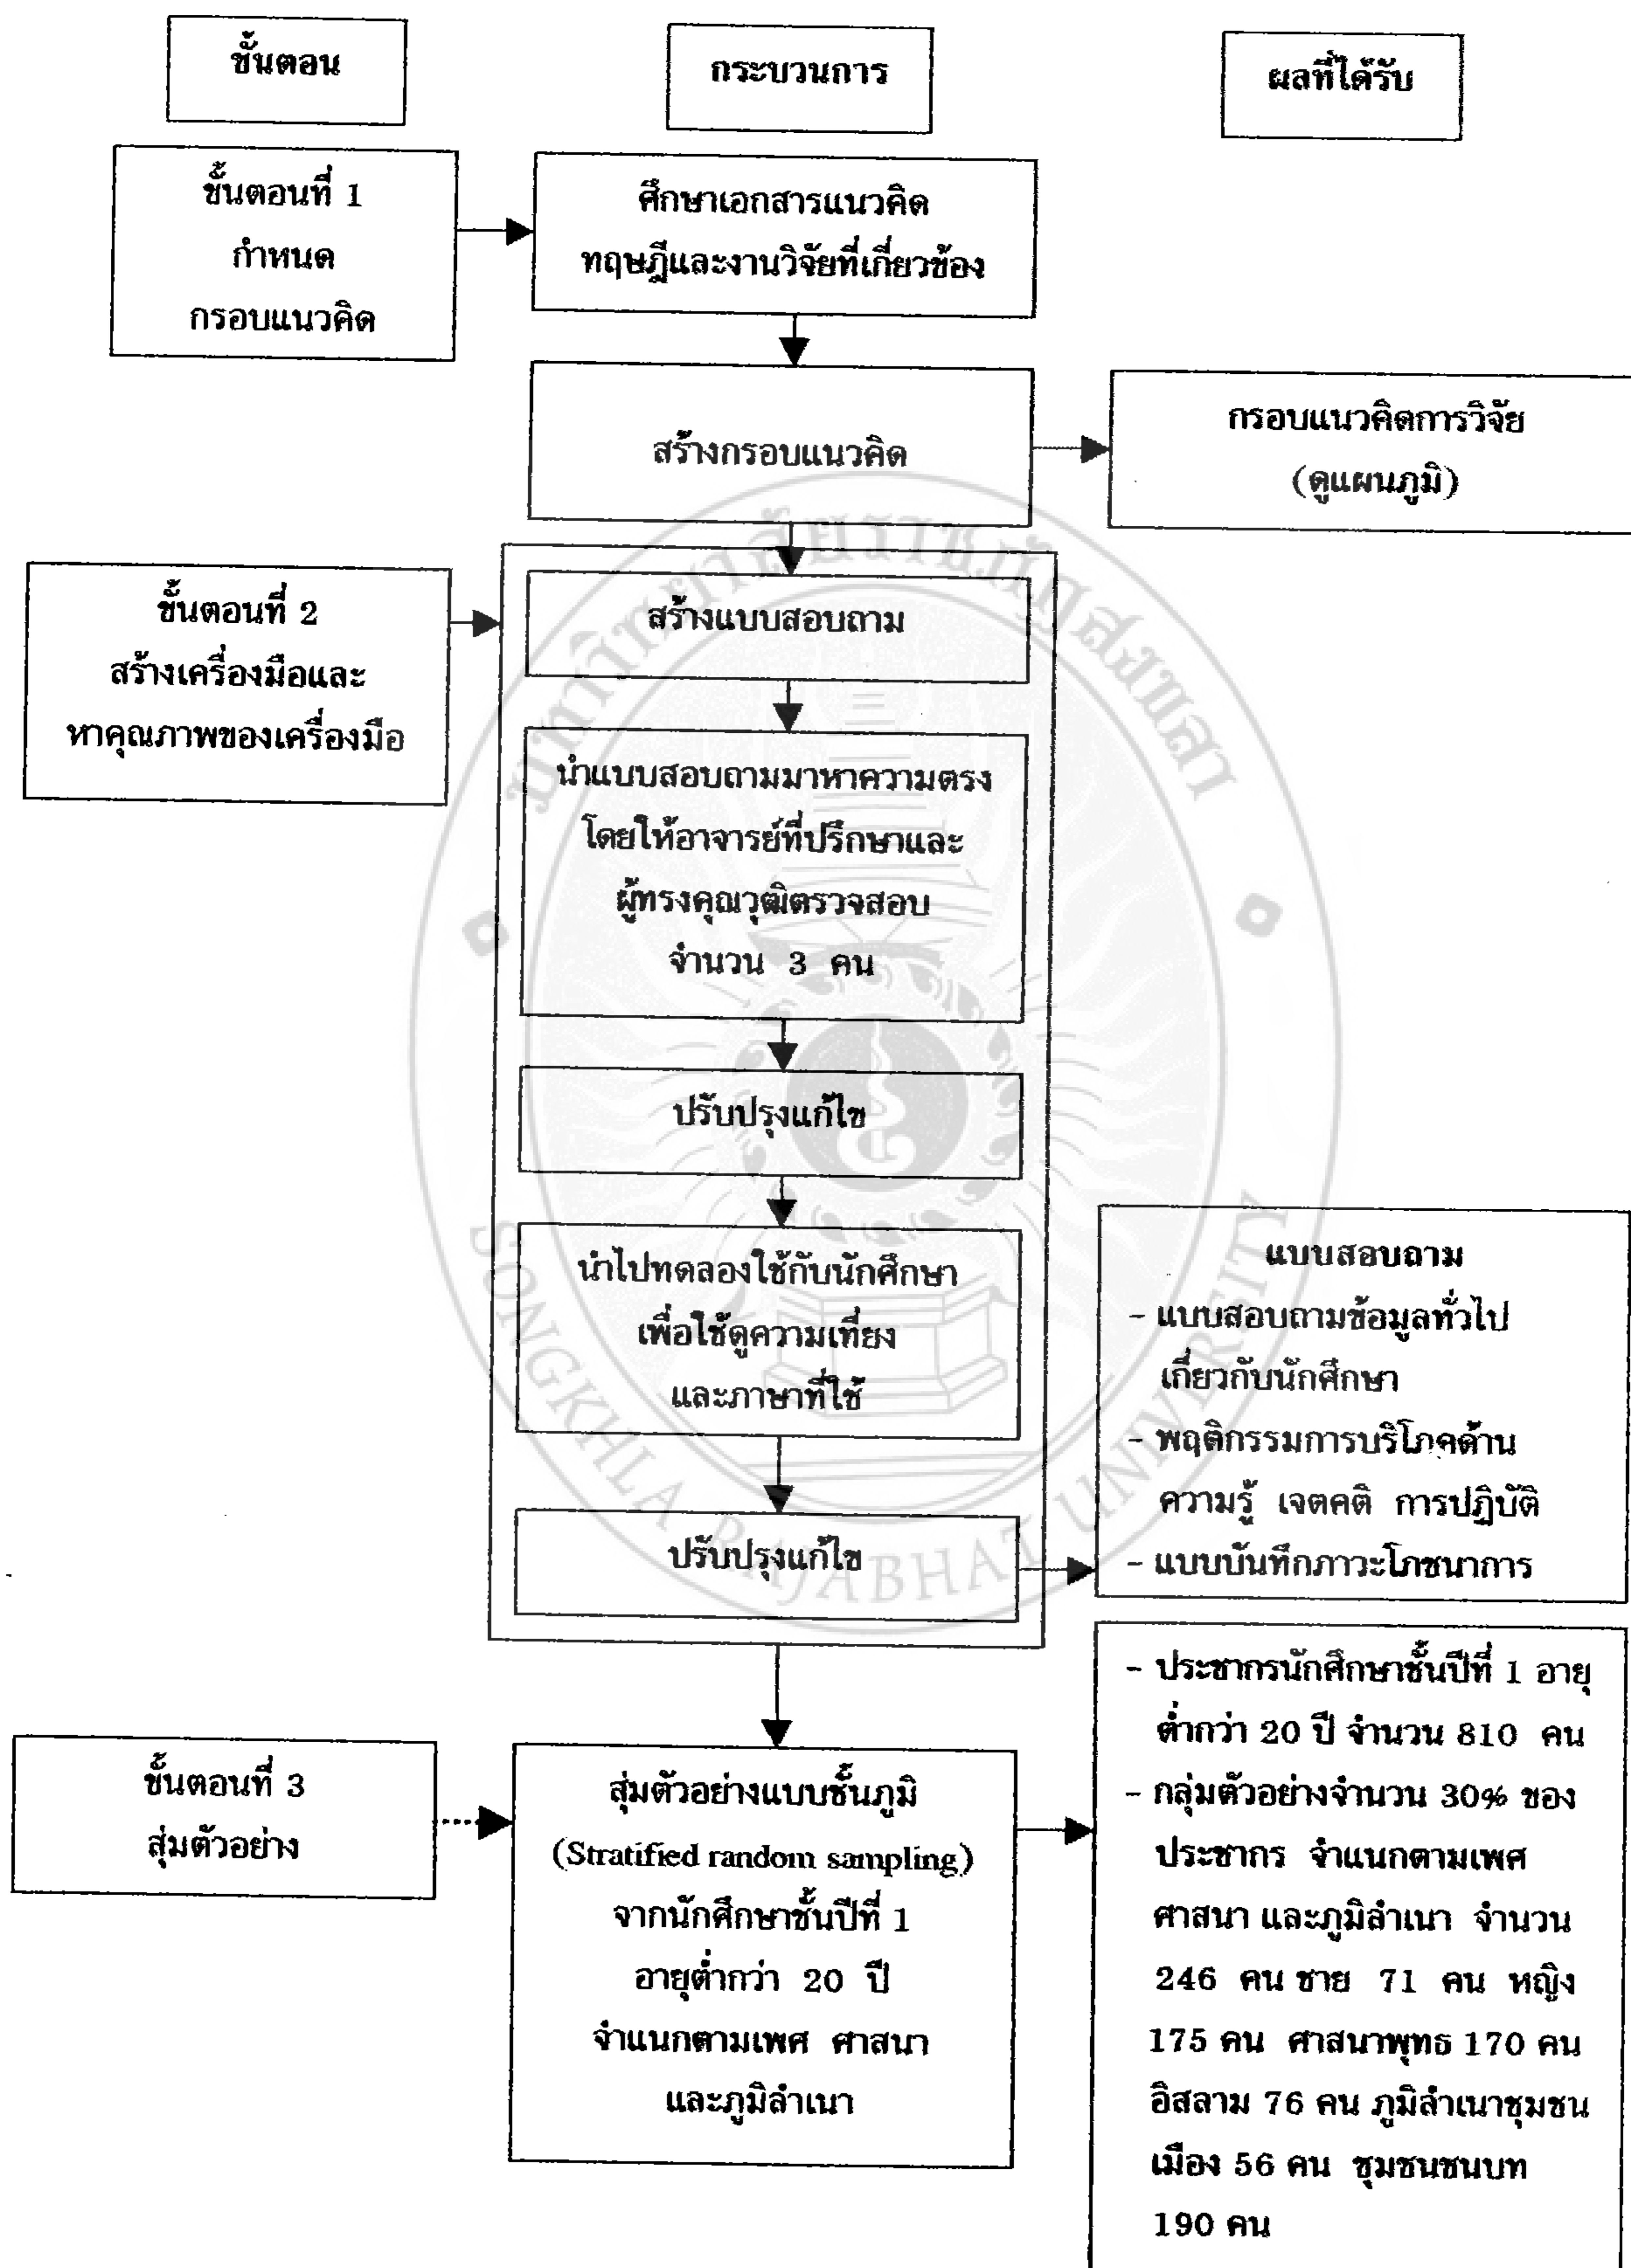 ขั้นตอน
กระบวนการ
ผลที่ได้รับ
ขั้นตอนที่ 1
กำหนด
กรอบแนวคิด
ศึกษาเอกสารแนวคิด
ทฤษฎีและงานวิจัยที่เกี่ยวข้อง
สร้างกรอบแนวคิด
กรอบแนวคิดการวิจัย
(ดูแผนภูมิ)
ขั้นตอนที่ 2
สร้างเครื่องมือและ
หาคุณภาพของเครื่องมือ
สร้างแบบสอบถาม
นำแบบสอบถามมาหาความตรง
โดยให้อาจารย์ที่ปรึกษาและ
ผู้ทรงคุณวุฒิตรวจสอบ
จำนวน 3 คน
ปรับปรุงแก้ไข
นำไปทดลองใช้กับนักศึกษา
เพื่อใช้ดูความเที่ยง
และภาษาที่ใช้
ปรับปรุงแก้ไข
แบบสอบถาม
- แบบสอบถามข้อมูลทั่วไป
เกี่ยวกับนักศึกษา
- พฤติกรรมการบริโภคด้าน
ความรู้ เจตคติ การปฏิบัติ
- แบบบันทึกภาวะโภชนาการ
ขั้นตอนที่ 3
สุ่มตัวอย่าง
สุ่มตัวอย่างแบบชั้นภูมิ
(Stratified random sampling)
จากนักศึกษาชั้นปีที่ 1
อายุต่ำกว่า 20 ปี
จำแนกตามเพศ ศาสนา
และภูมิลำเนา
- ประชากรนักศึกษาชั้นปีที่ 1 อายุ
ต่ำกว่า 20 ปี จำนวน 810 คน
- กลุ่มตัวอย่างจำนวน 30% ของ
ประชากร จำแนกตามเพศ
ศาสนา และภูมิลำเนา จำนวน
246 คน ชาย 71 คน หญิง
175 คน ศาสนาพุทธ 170 คน
อิสลาม 76 คน ภูมิลำเนาชุมชน
เมือง 56 คน ชุมชนชนบท
190 คน
มหาวิทยาลัยราชภัฏสงขลา
SONGKHLA RAJABHAT UNIVERSITY